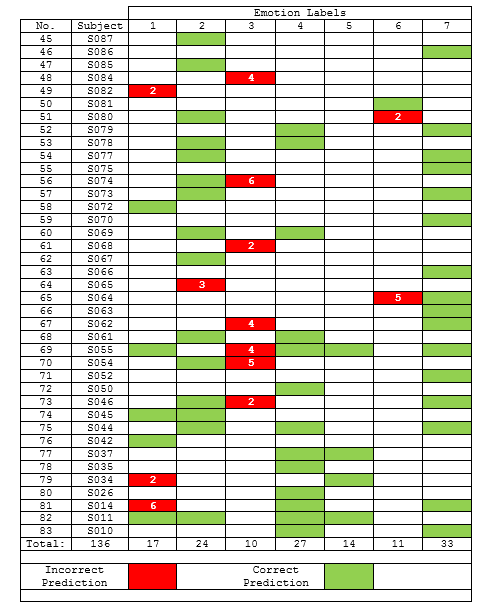 Emotion Labels
No. Subject 1 2 3 4 5 6 7
45 S087
46 S086
47 S085
48 S084 4
49 S082 2
50 S081
51 S080 2
52 S079
53 S078
54 S077
55 S075
56 S074 6
57 S073
58 S072
59 S070
60 S069
61 S068 2
62 S067
63 S066
64 S065 3
65 S064 5
66 S063
67 S062 4
68 S061
69 S055 4
70 S054 5
71 S052
72 S050
73 S046 2
74 S045
75 S044
76 S042
77 S037
78 S035
79 S034 2
80 S026
81 S014 6
82 S011
83 S010
Total: 136 17 24 10 27 14 11 33
Incorrect Prediction
Correct Prediction